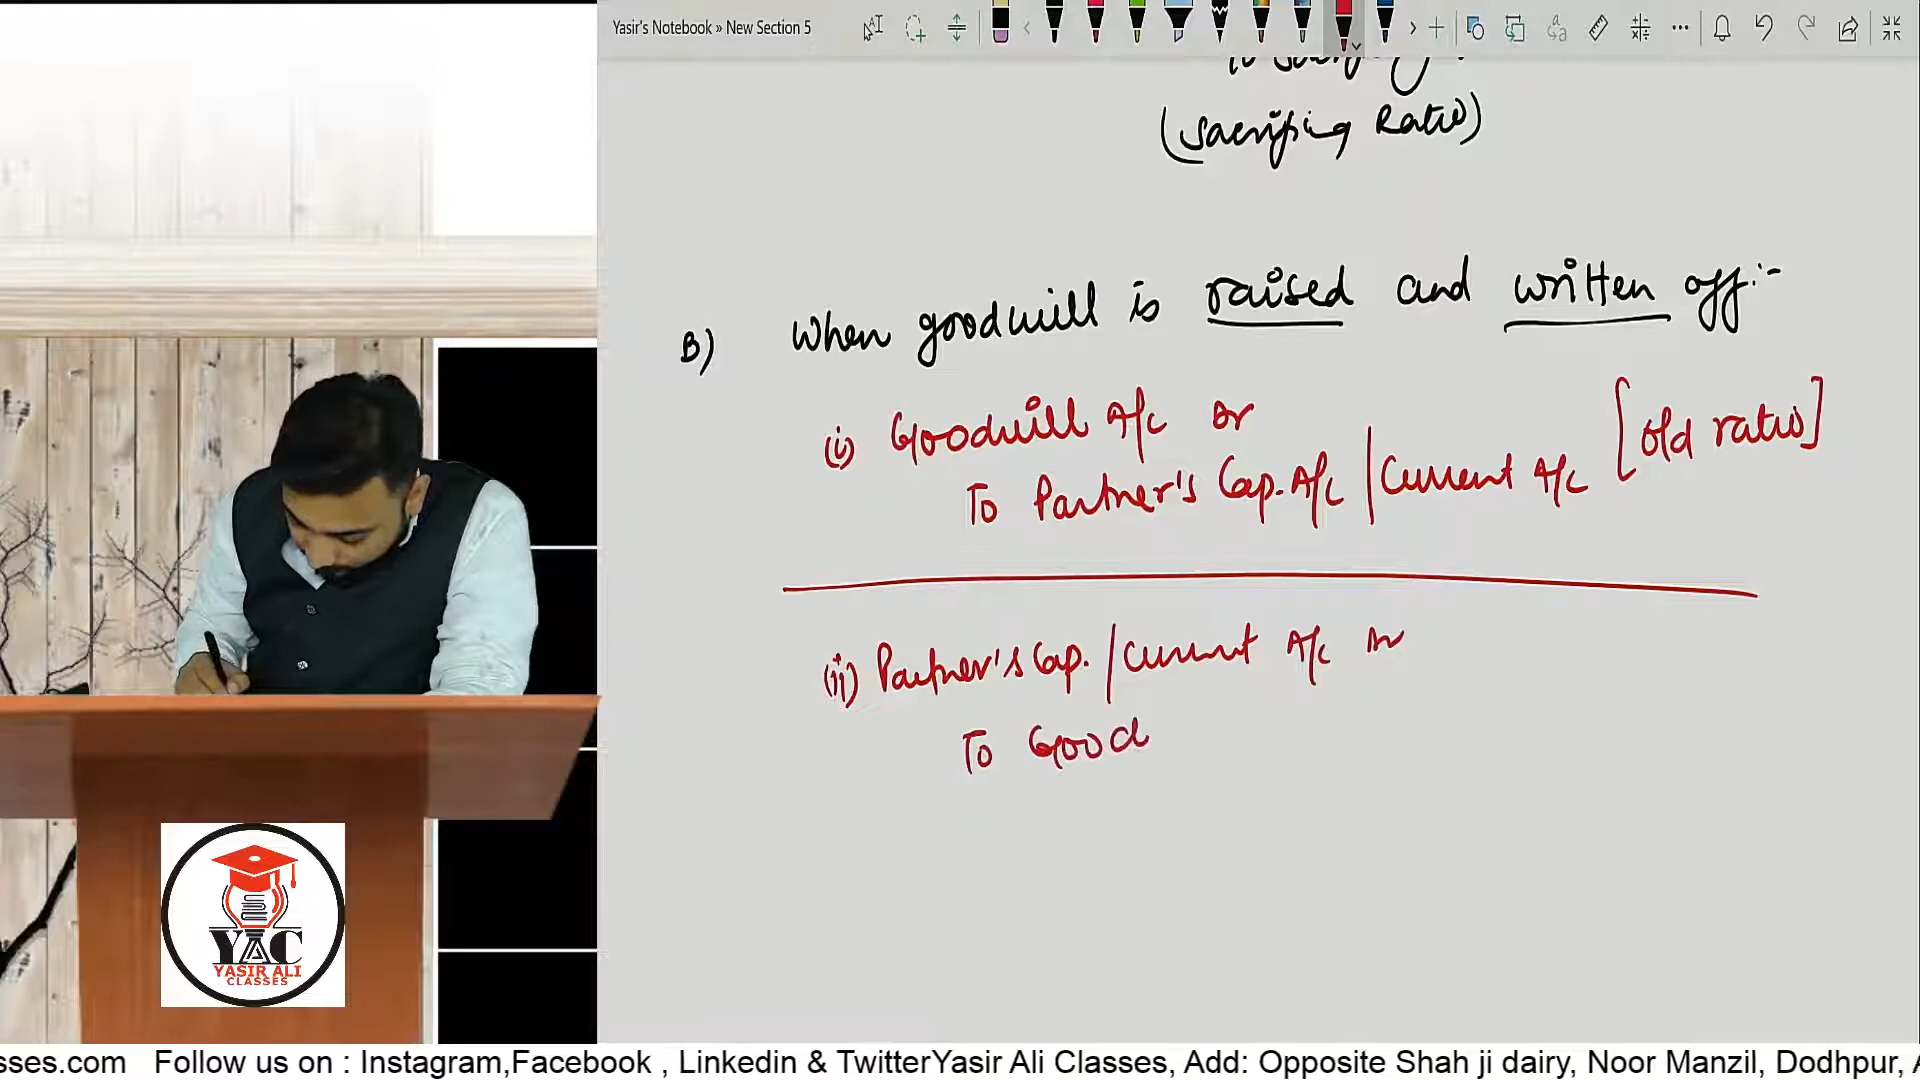 Yasir's Notebook » New Section 5
(Sacrificing Ratio)
B) When goodwill is raised and written off:-
(i) Goodwill A/c Dr
To Partner's Cap. A/c / Current A/c [old ratio]
(ii) Partner's Cap. / Current A/c Dr
To Good
YAC
YASIR ALI
CLASSES
sses.com Follow us on : Instagram,Facebook , Linkedin & TwitterYasir Ali Classes, Add: Opposite Shah ji dairy, Noor Manzil, Dodhpur, A